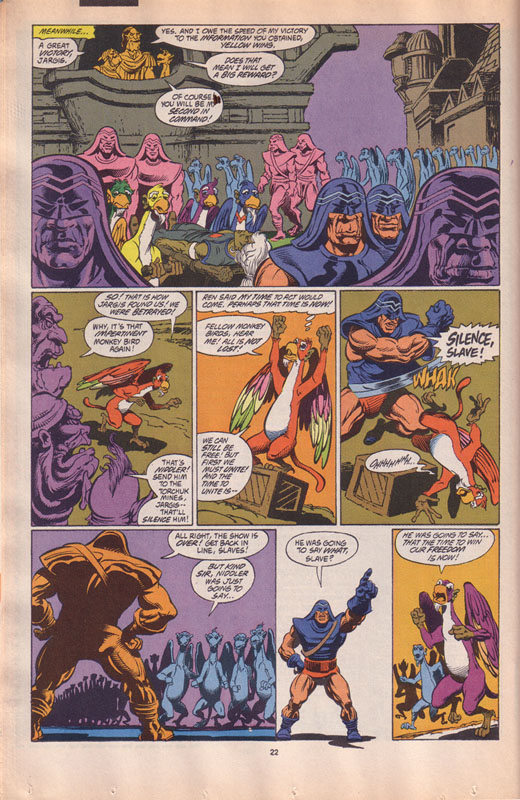 MEANWHILE...
A GREAT
VICTORY,
JARGIS.
YES, AND I OWE THE SPEED OF MY VICTORY
TO THE INFORMATION YOU OBTAINED,
YELLOW WING.
DOES THAT
MEAN I WILL GET
A BIG REWARD?
OF COURSE.
YOU WILL BE MY
SECOND IN
COMMAND!
SO! THAT IS HOW
JARGIS FOUND US! WE
WERE BETRAYED!
WHY, IT'S THAT
IMPERTINENT
MONKEY BIRD
AGAIN!
THAT'S
NIDDLER!
SEND HIM
TO THE
TORCHUK
MINES,
JARGIS--
THAT'LL
SILENCE HIM!
REN SAID MY TIME TO ACT WOULD
COME. PERHAPS THAT TIME IS NOW!
FELLOW MONKEY
BIRDS, HEAR
ME! ALL IS
NOT LOST!
?
WE CAN
STILL BE
FREE! BUT
FIRST WE
MUST UNITE!
AND THE
TIME TO
UNITE IS--
SILENCE,
SLAVE!
WHAK
OHHHHHHH...
ALL RIGHT, THE SHOW IS
OVER! GET BACK IN
LINE, SLAVES!
BUT KIND
SIR, NIDDLER
WAS JUST
GOING TO
SAY...
HE WAS GOING
TO SAY WHAT,
SLAVE?
HE WAS GOING TO SAY...
THAT THE TIME TO WIN
OUR FREEDOM
IS NOW!
22